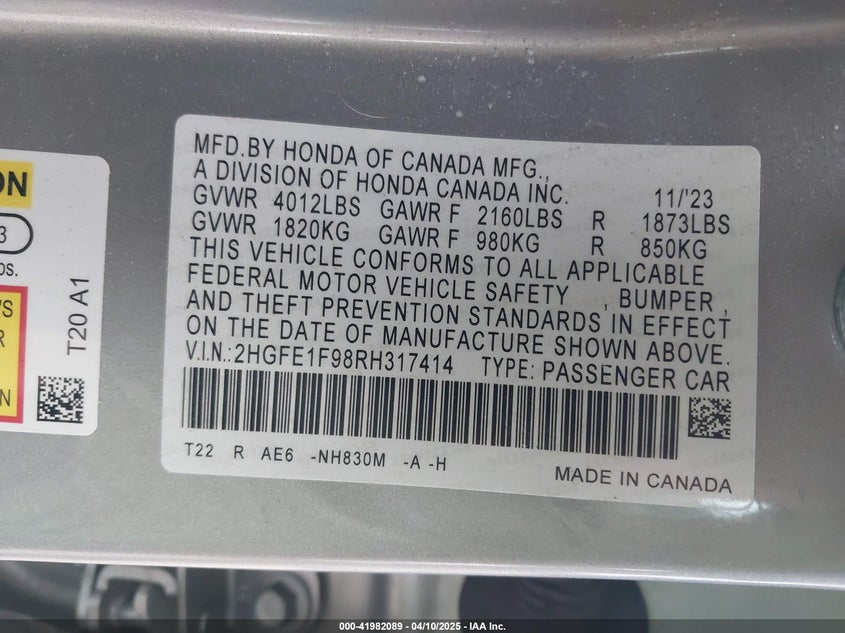 ON
3
OS.
'S
R
N
T20 A1
MFD.BY HONDA OF CANADA MFG.,
A DIVISION OF HONDA CANADA INC. 11/'23
GVWR 4012LBS GAWR F 2160LBS R 1873LBS
GVWR 1820KG GAWR F 980KG R 850KG
THIS VEHICLE CONFORMS TO ALL APPLICABLE
FEDERAL MOTOR VEHICLE SAFETY , BUMPER ,
AND THEFT PREVENTION STANDARDS IN EFFECT
ON THE DATE OF MANUFACTURE SHOWN ABOVE.
V.I.N.: 2HGFE1F98RH317414 TYPE: PASSENGER CAR
T22 R AE6 -NH830M -A -H
MADE IN CANADA
000-41982089 - 04/10/2025 - IAA Inc.